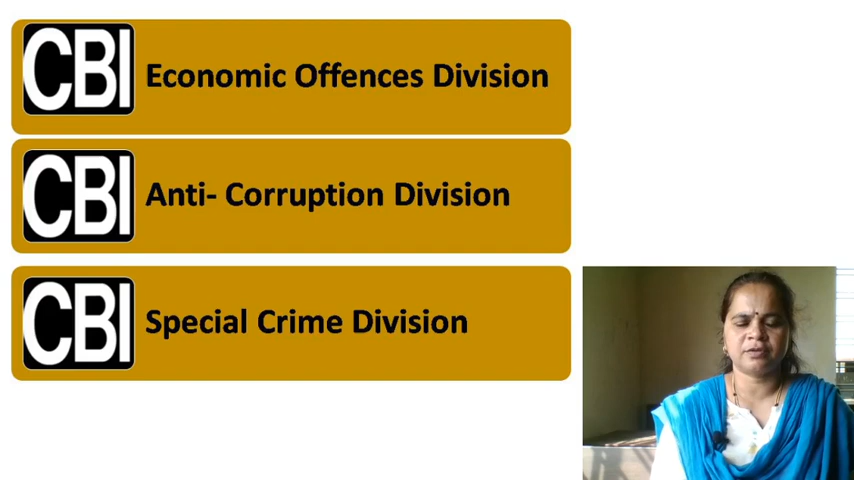 CBI Economic Offences Division
CBI Anti- Corruption Division
CBI Special Crime Division